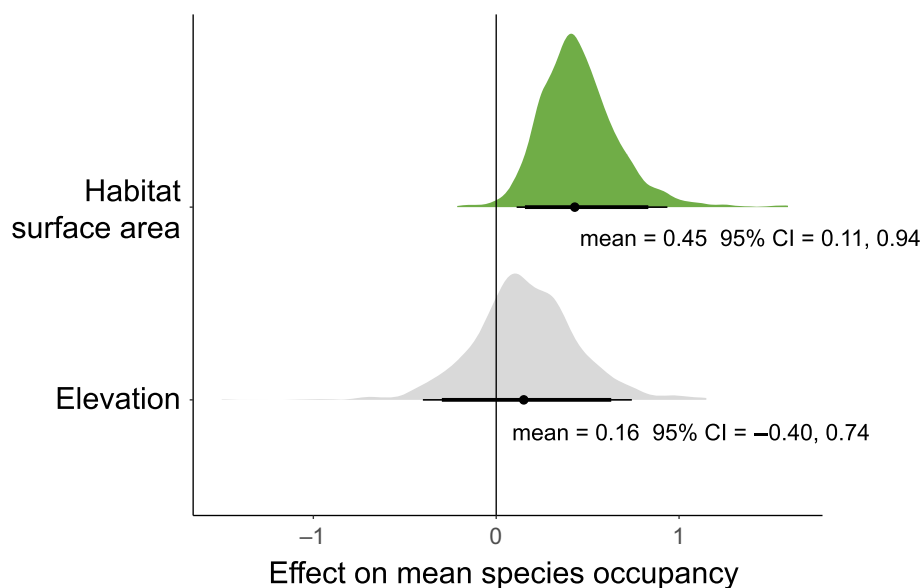 Habitat
surface area
mean = 0.45  95% CI = 0.11, 0.94
Elevation
mean = 0.16  95% CI = –0.40, 0.74
–1 0 1
Effect on mean species occupancy